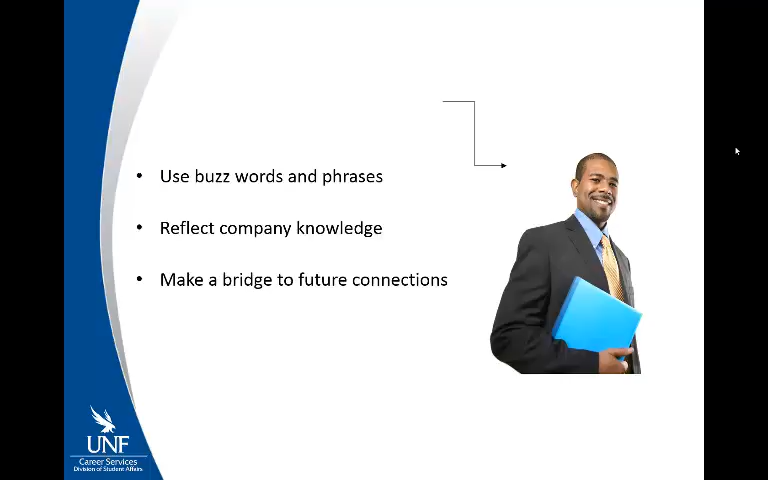 • Use buzz words and phrases
• Reflect company knowledge
• Make a bridge to future connections
UNF
Career Services
Division of Student Affairs